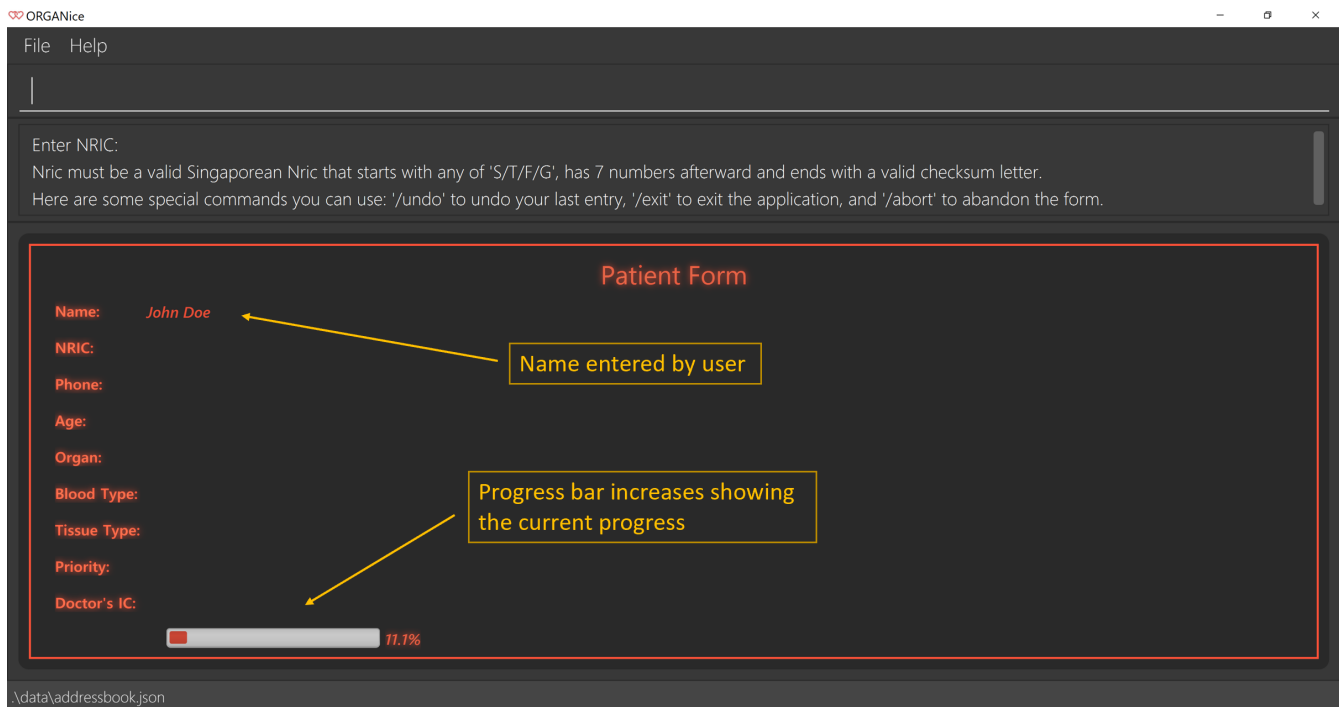 ORGANice
File Help
Enter NRIC:
Nric must be a valid Singaporean Nric that starts with any of 'S/T/F/G', has 7 numbers afterward and ends with a valid checksum letter.
Here are some special commands you can use: '/undo' to undo your last entry, '/exit' to exit the application, and '/abort' to abandon the form.
Patient Form
Name: John Doe
NRIC:
Name entered by user
Phone:
Age:
Organ:
Blood Type:
Progress bar increases showing
the current progress
Tissue Type:
Priority:
Doctor's IC:
11.1%
.\data\addressbook.json